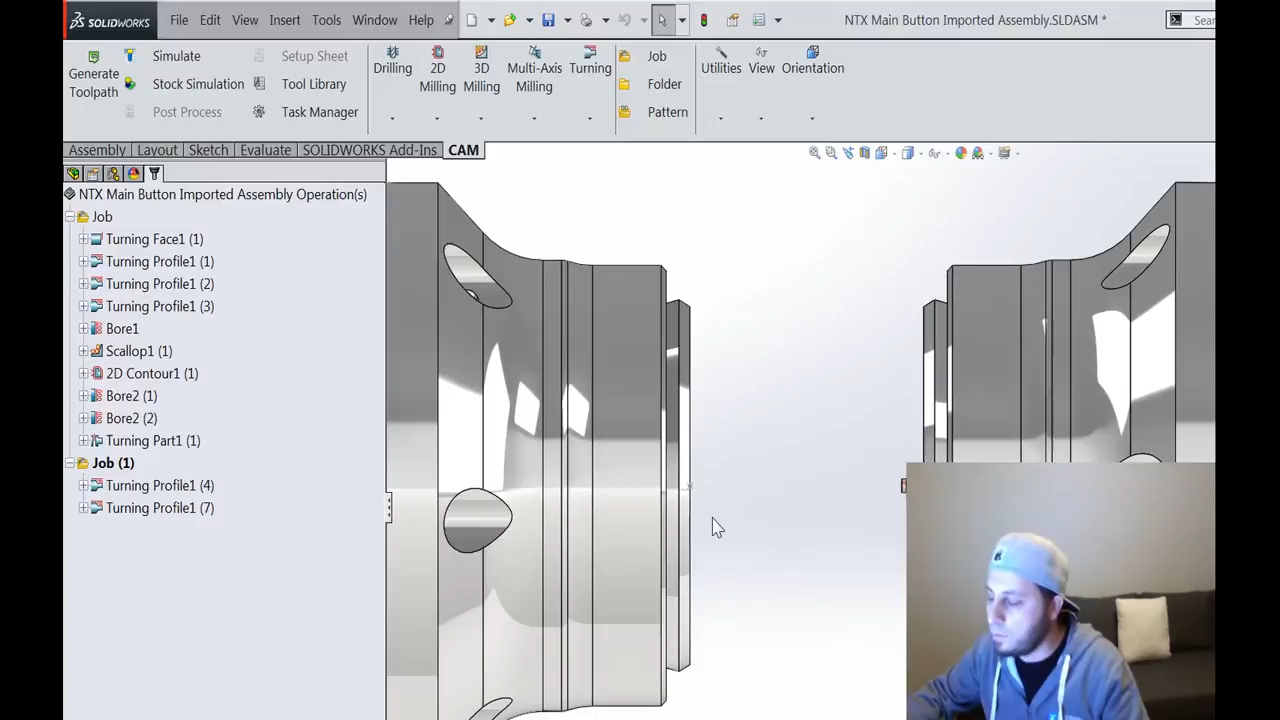 SOLIDWORKS File Edit View Insert Tools Window Help NTX Main Button Imported Assembly.SLDASM * Sear
Generate Toolpath
Simulate Setup Sheet
Stock Simulation Tool Library
Post Process Task Manager
Drilling
2D Milling
3D Milling
Multi-Axis Milling
Turning
Job
Folder
Pattern
Utilities View Orientation
Assembly Layout Sketch Evaluate SOLIDWORKS Add-Ins CAM
NTX Main Button Imported Assembly Operation(s)
Job
Turning Face1 (1)
Turning Profile1 (1)
Turning Profile1 (2)
Turning Profile1 (3)
Bore1
Scallop1 (1)
2D Contour1 (1)
Bore2 (1)
Bore2 (2)
Turning Part1 (1)
Job (1)
Turning Profile1 (4)
Turning Profile1 (7)